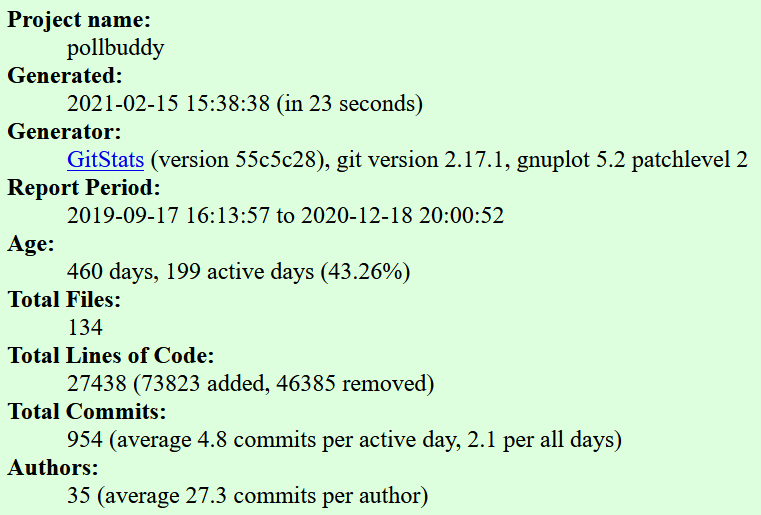 Project name:
pollbuddy
Generated:
2021-02-15 15:38:38 (in 23 seconds)
Generator:
GitStats (version 55c5c28), git version 2.17.1, gnuplot 5.2 patchlevel 2
Report Period:
2019-09-17 16:13:57 to 2020-12-18 20:00:52
Age:
460 days, 199 active days (43.26%)
Total Files:
134
Total Lines of Code:
27438 (73823 added, 46385 removed)
Total Commits:
954 (average 4.8 commits per active day, 2.1 per all days)
Authors:
35 (average 27.3 commits per author)